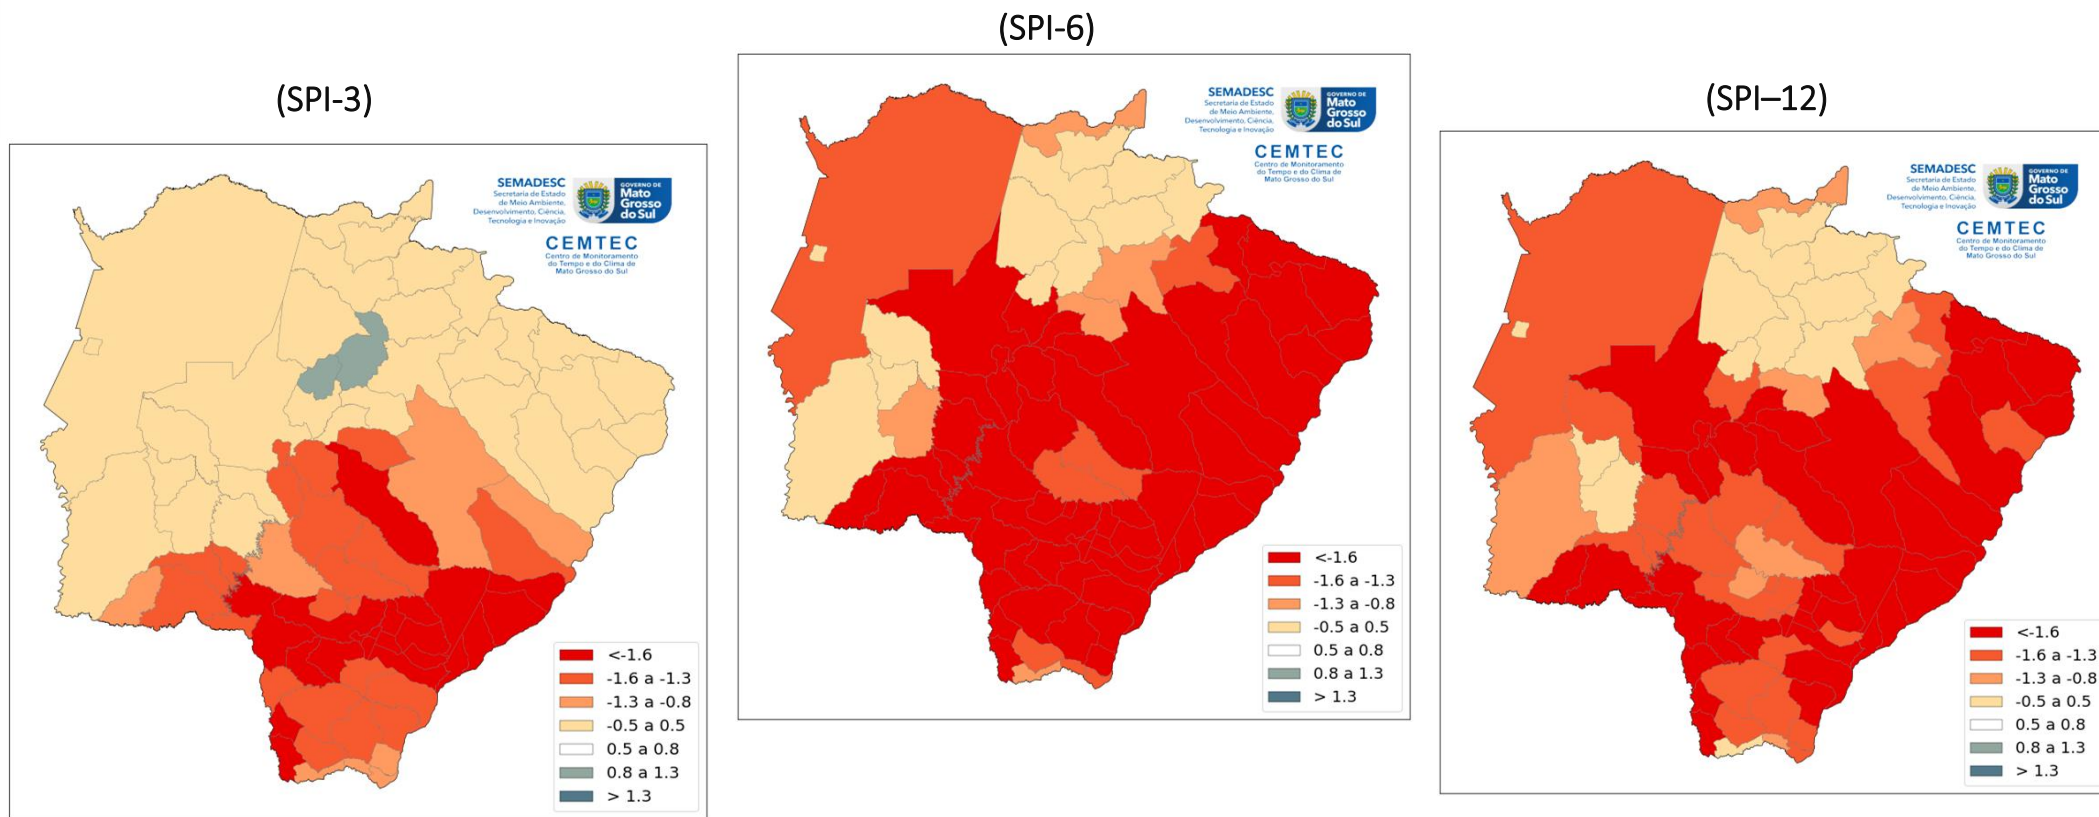 (SPI-3)
SEMADESC
Secretaria de Estado
de Meio Ambiente,
Desenvolvimento, Ciência,
Tecnologia e Inovação
GOVERNO DE
Mato
Grosso
do Sul
CEMTEC
Centro de Monitoramento
do Tempo e do Clima de
Mato Grosso do Sul
<-1.6
-1.6 a -1.3
-1.3 a -0.8
-0.5 a 0.5
0.5 a 0.8
0.8 a 1.3
> 1.3
(SPI-6)
SEMADESC
Secretaria de Estado
de Meio Ambiente,
Desenvolvimento, Ciência,
Tecnologia e Inovação
GOVERNO DE
Mato
Grosso
do Sul
CEMTEC
Centro de Monitoramento
do Tempo e do Clima de
Mato Grosso do Sul
<-1.6
-1.6 a -1.3
-1.3 a -0.8
-0.5 a 0.5
0.5 a 0.8
0.8 a 1.3
> 1.3
(SPI–12)
SEMADESC
Secretaria de Estado
de Meio Ambiente,
Desenvolvimento, Ciência,
Tecnologia e Inovação
GOVERNO DE
Mato
Grosso
do Sul
CEMTEC
Centro de Monitoramento
do Tempo e do Clima de
Mato Grosso do Sul
<-1.6
-1.6 a -1.3
-1.3 a -0.8
-0.5 a 0.5
0.5 a 0.8
0.8 a 1.3
> 1.3